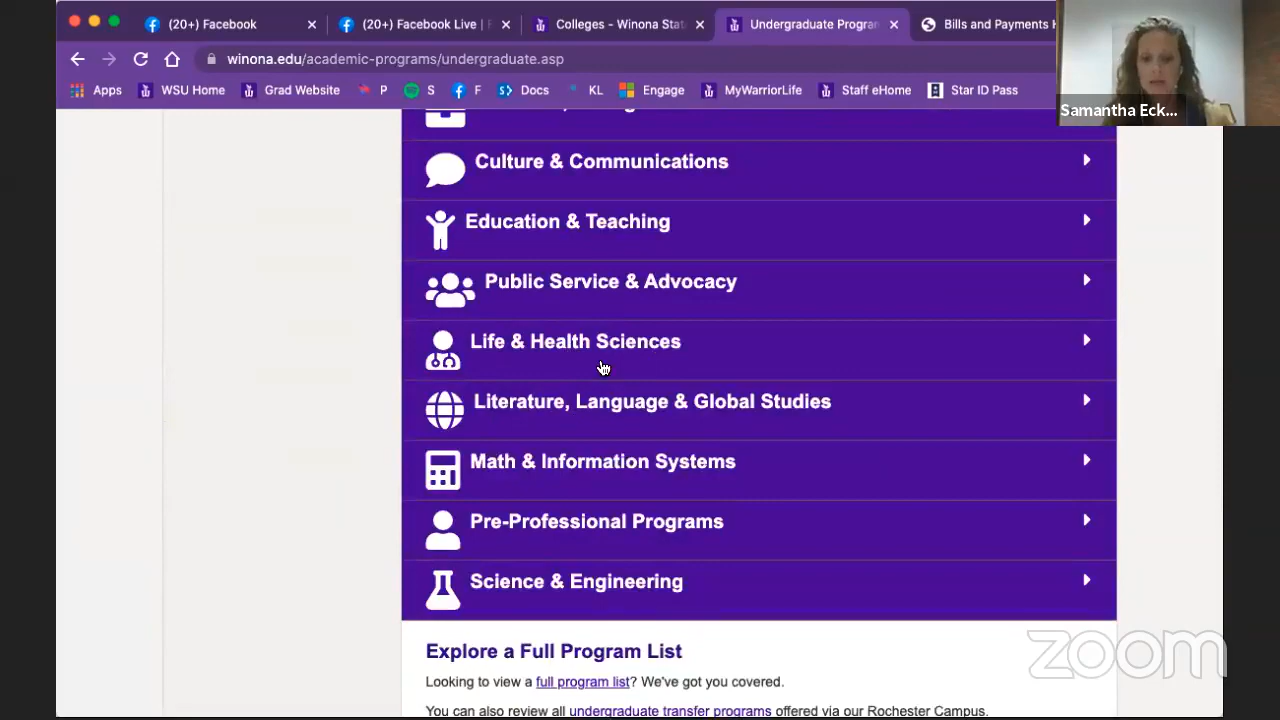 (20+) Facebook
(20+) Facebook Live |
Colleges - Winona Stat
Undergraduate Program
Bills and Payments H
winona.edu/academic-programs/undergraduate.asp
Apps WSU Home Grad Website P S F Docs KL Engage MyWarriorLife Staff eHome Star ID Pass
Samantha Eck...
Culture & Communications
Education & Teaching
Public Service & Advocacy
Life & Health Sciences
Literature, Language & Global Studies
Math & Information Systems
Pre-Professional Programs
Science & Engineering
Explore a Full Program List
Looking to view a full program list? We've got you covered.
You can also review all undergraduate transfer programs offered via our Rochester Campus.
zoom